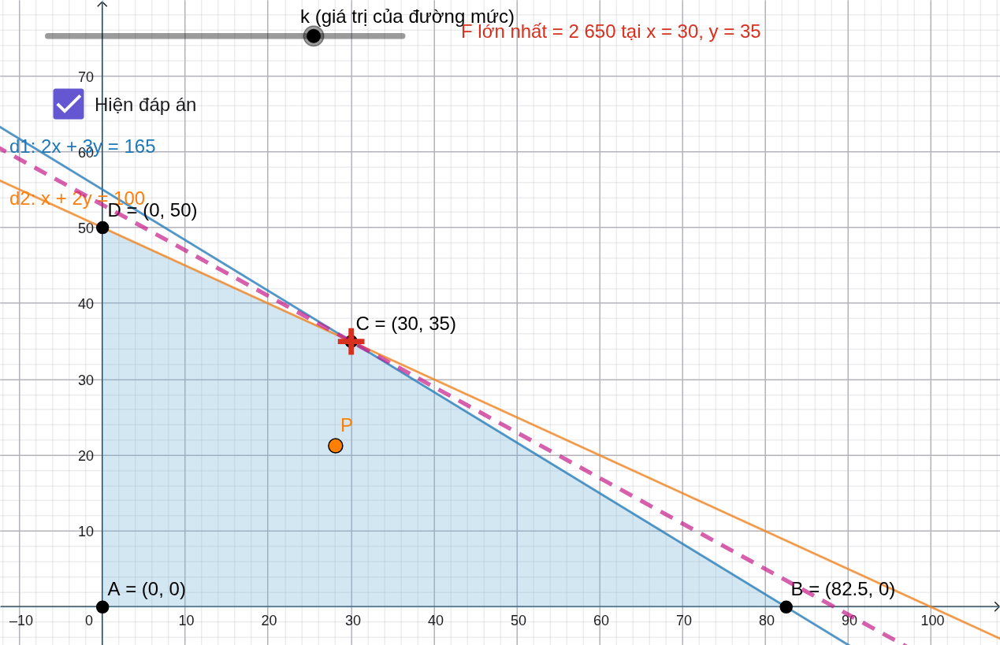 k (giá trị của đường mức)
F lớn nhất = 2 650 tại x = 30, y = 35
70
Hiện đáp án
d1: 2x + 3y = 165
60
d2: x + 2y = 100
D = (0, 50)
50
40
C = (30, 35)
30
P
20
10
A = (0, 0)
B = (82.5, 0)
–10 0 10 20 30 40 50 60 70 80 90 100